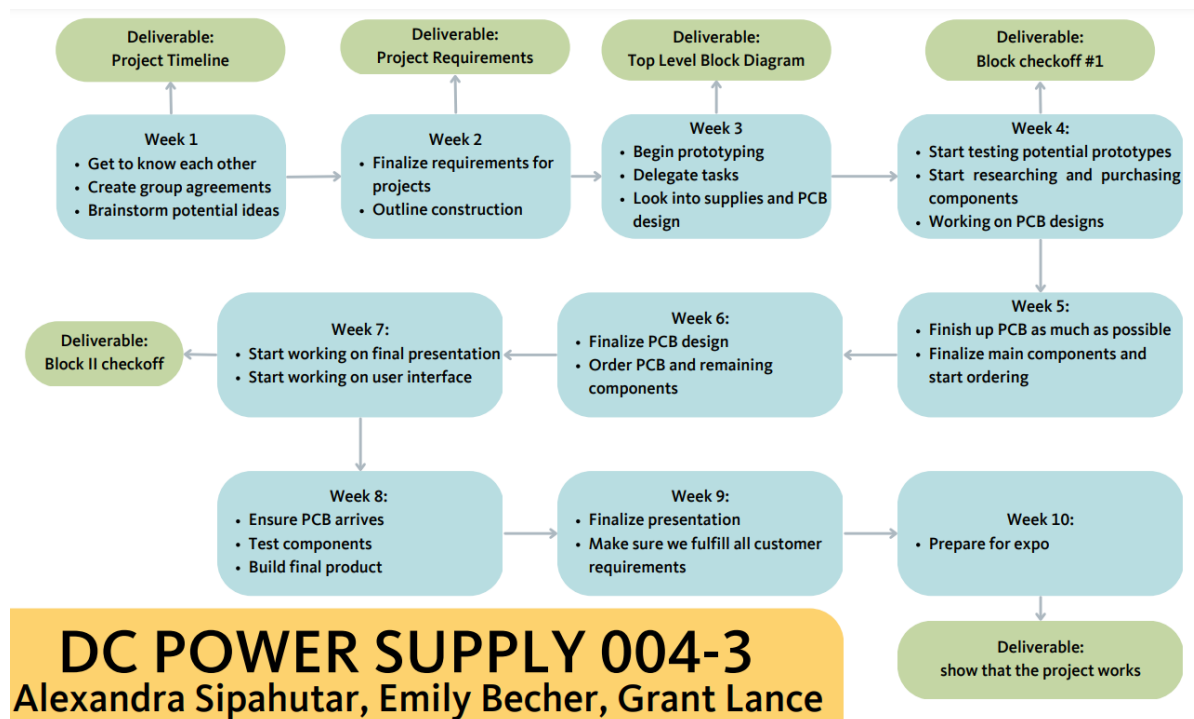 Deliverable:
Project Timeline
Deliverable:
Project Requirements
Deliverable:
Top Level Block Diagram
Deliverable:
Block checkoff #1
Week 1
• Get to know each other
• Create group agreements
• Brainstorm potential ideas
Week 2
• Finalize requirements for
projects
• Outline construction
Week 3
• Begin prototyping
• Delegate tasks
• Look into supplies and PCB
design
Week 4:
• Start testing potential prototypes
• Start researching and purchasing
components
• Working on PCB designs
Week 5:
• Finish up PCB as much as possible
• Finalize main components and
start ordering
Week 6:
• Finalize PCB design
• Order PCB and remaining
components
Week 7:
• Start working on final presentation
• Start working on user interface
Deliverable:
Block II checkoff
Week 8:
• Ensure PCB arrives
• Test components
• Build final product
Week 9:
• Finalize presentation
• Make sure we fulfill all customer
requirements
Week 10:
• Prepare for expo
Deliverable:
show that the project works
DC POWER SUPPLY 004-3
Alexandra Sipahutar, Emily Becher, Grant Lance